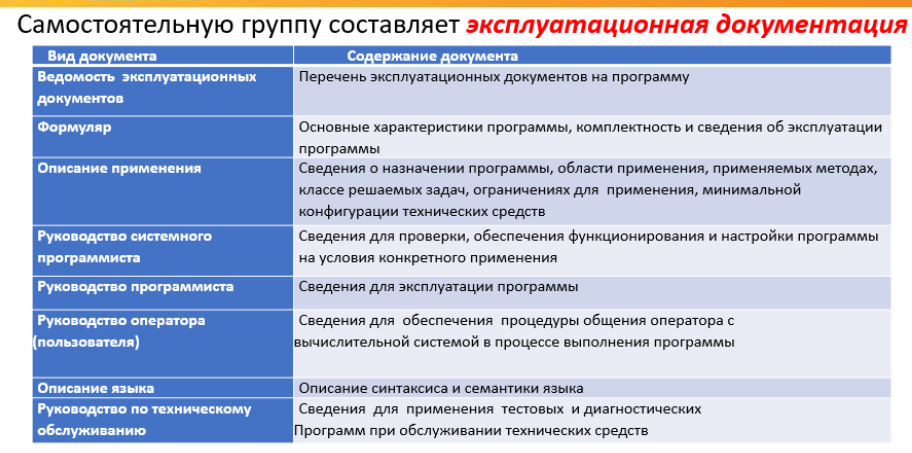 Самостоятельную группу составляет эксплуатационная документация
Вид документа Содержание документа
Ведомость эксплуатационных Перечень эксплуатационных документов на программу
документов
Формуляр Основные характеристики программы, комплектность и сведения об эксплуатации
программы
Описание применения Сведения о назначении программы, области применения, применяемых методах,
классе решаемых задач, ограничениях для применения, минимальной
конфигурации технических средств
Руководство системного Сведения для проверки, обеспечения функционирования и настройки программы
программиста на условия конкретного применения
Руководство программиста Сведения для эксплуатации программы
Руководство оператора Сведения для обеспечения процедуры общения оператора с
(пользователя) вычислительной системой в процессе выполнения программы
Описание языка Описание синтаксиса и семантики языка
Руководство по техническому Сведения для применения тестовых и диагностических
обслуживанию Программ при обслуживании технических средств